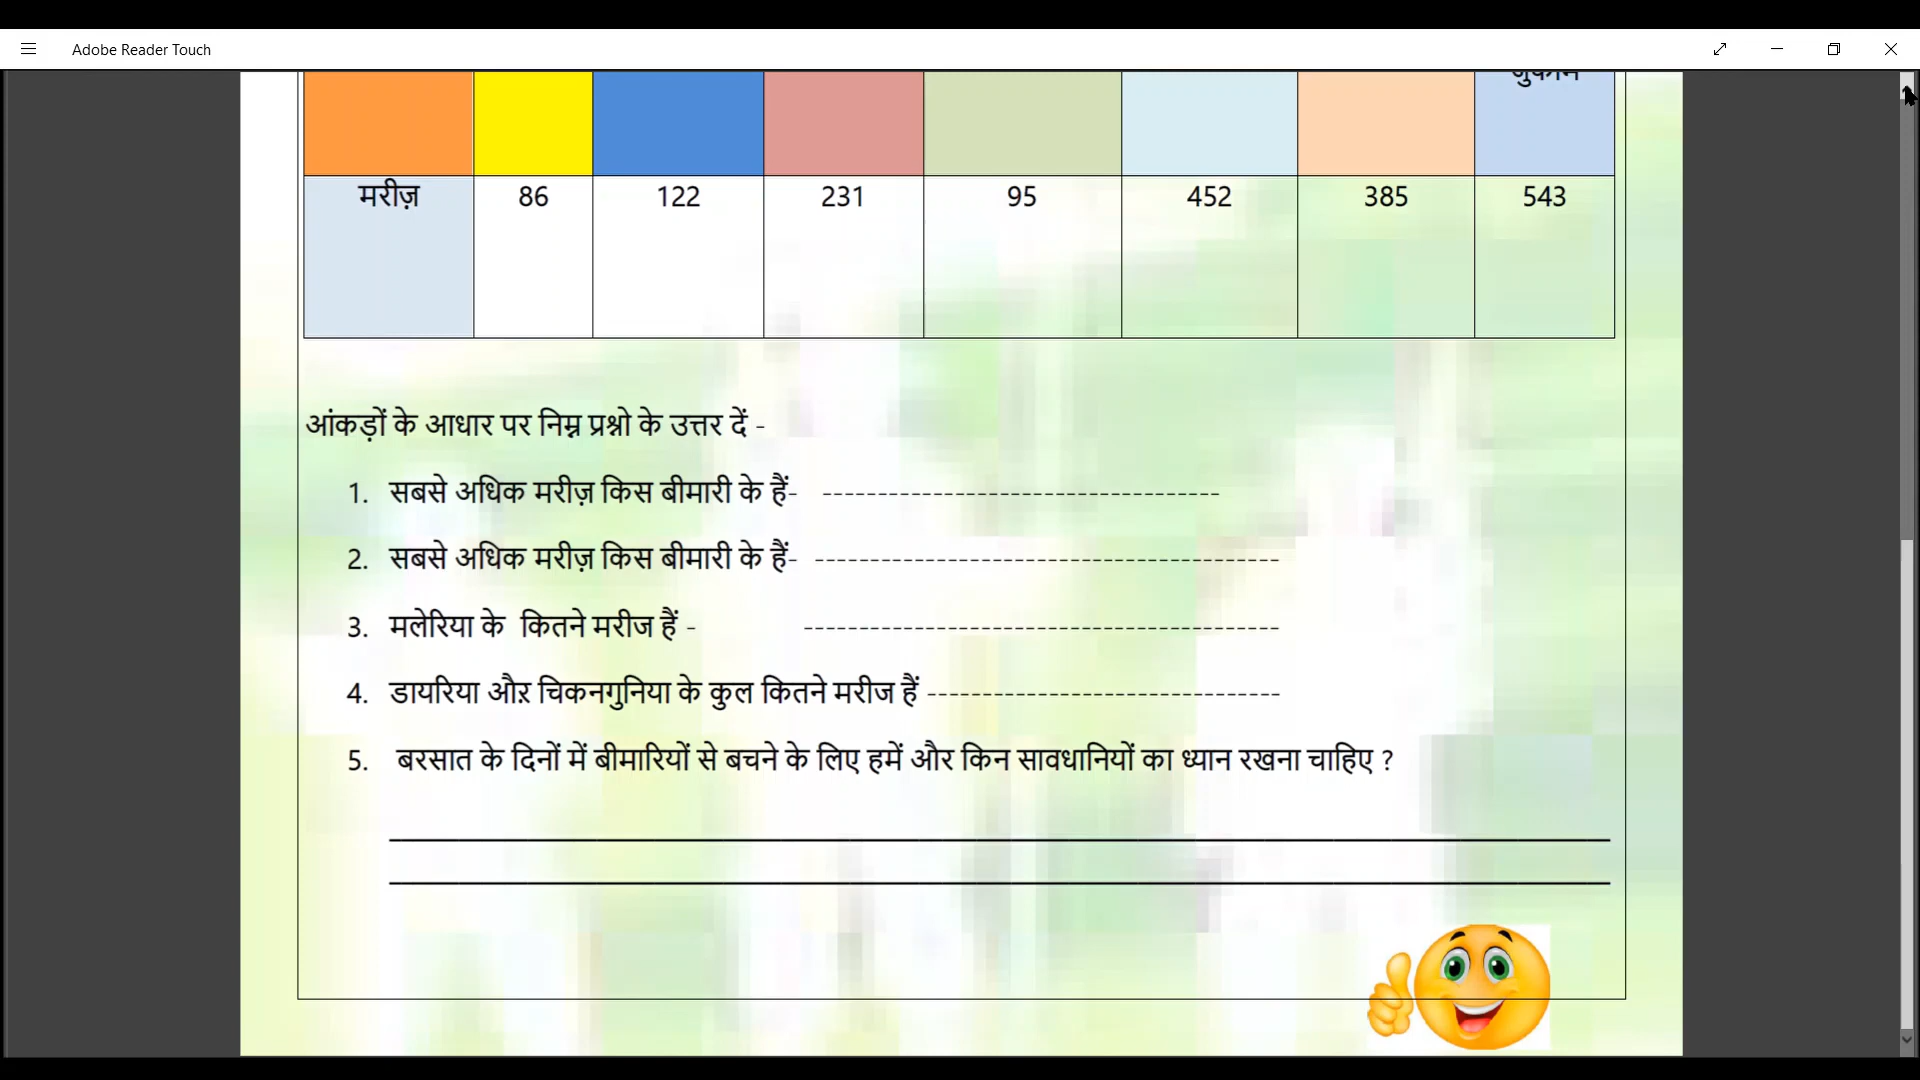 Adobe Reader Touch
जुकाम
मरीज़ 86 122 231 95 452 385 543
आंकड़ों के आधार पर निम्न प्रश्नो के उत्तर दें -
1. सबसे अधिक मरीज़ किस बीमारी के हैं- ------------------------------------
2. सबसे अधिक मरीज़ किस बीमारी के हैं- ------------------------------------------
3. मलेरिया के कितने मरीज हैं - -------------------------------------------
4. डायरिया औऱ चिकनगुनिया के कुल कितने मरीज हैं --------------------------------
5. बरसात के दिनों में बीमारियों से बचने के लिए हमें और किन सावधानियों का ध्यान रखना चाहिए ?